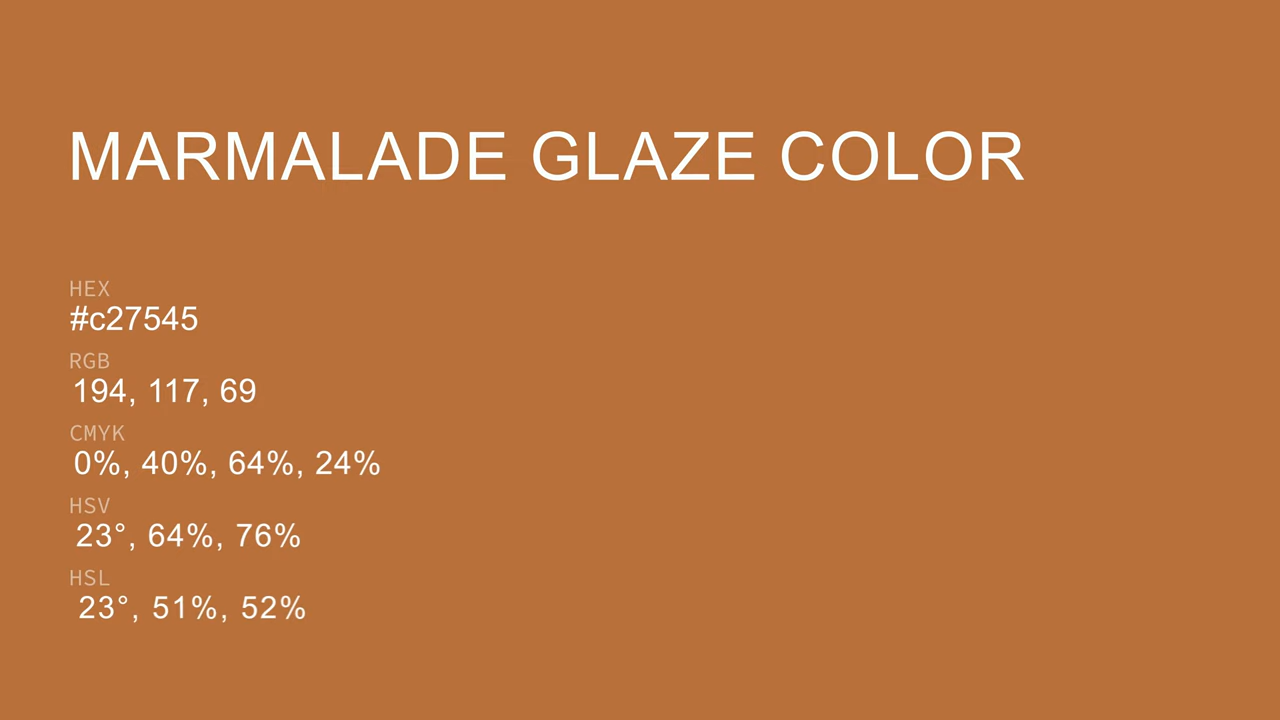 MARMALADE GLAZE COLOR
HEX
#c27545
RGB
194, 117, 69
CMYK
0%, 40%, 64%, 24%
HSV
23°, 64%, 76%
HSL
23°, 51%, 52%